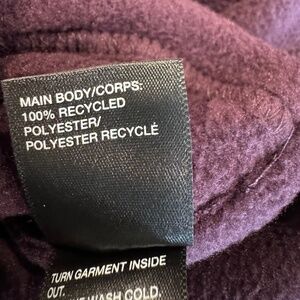 MAIN BODY/CORPS:
100% RECYCLED
POLYESTER/
POLYESTER RECYCLÉ
TURN GARMENT INSIDE
OUT.
WASH COLD.